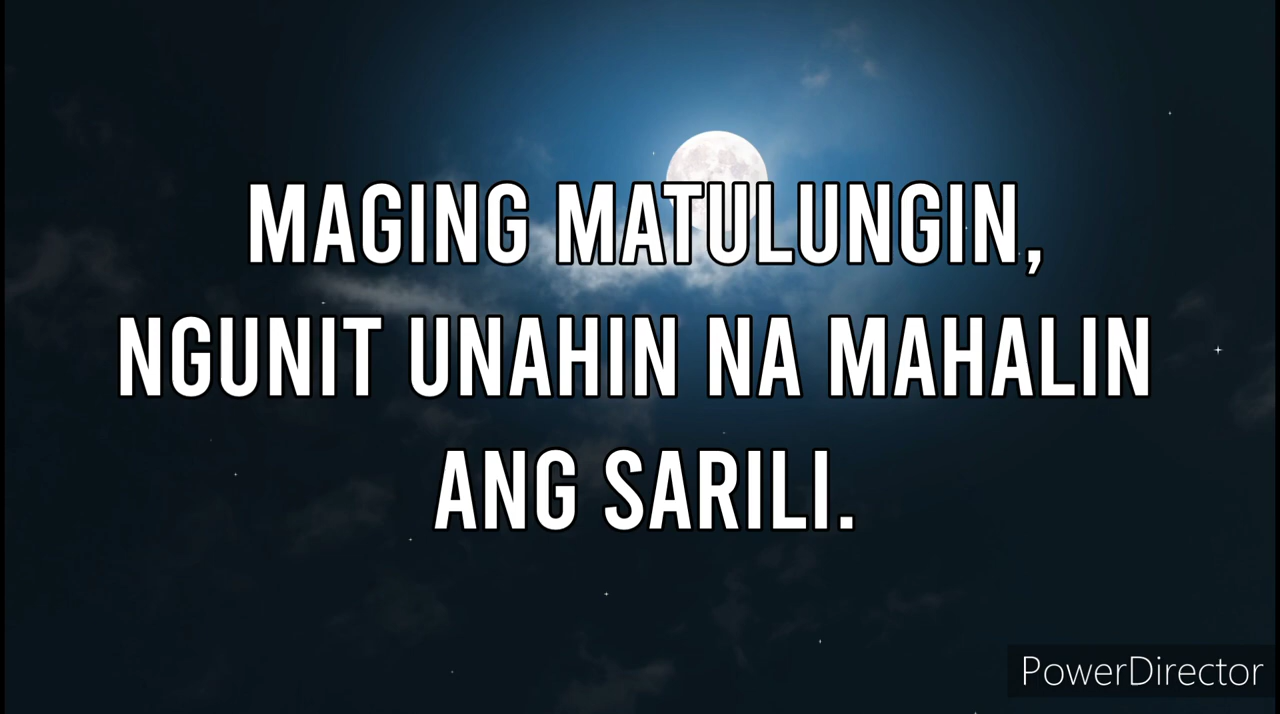 MAGING MATULUNGIN,
NGUNIT UNAHIN NA MAHALIN
ANG SARILI.
PowerDirector